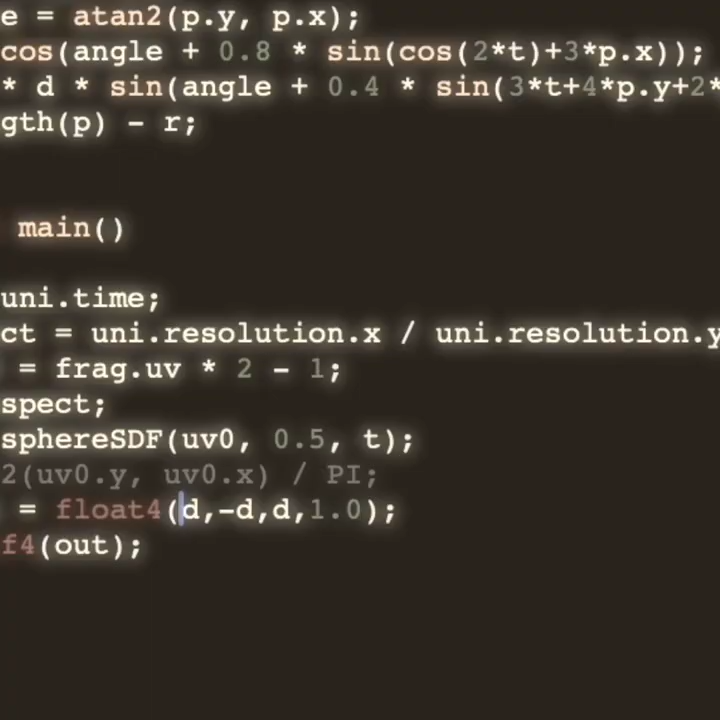 e = atan2(p.y, p.x);
cos(angle + 0.8 * sin(cos(2*t)+3*p.x));
* d * sin(angle + 0.4 * sin(3*t+4*p.y+2*
gth(p) - r;
main()
uni.time;
ct = uni.resolution.x / uni.resolution.y
= frag.uv * 2 - 1;
spect;
sphereSDF(uv0, 0.5, t);
2(uv0.y, uv0.x) / PI;
= float4(d,-d,d,1.0);
f4(out);